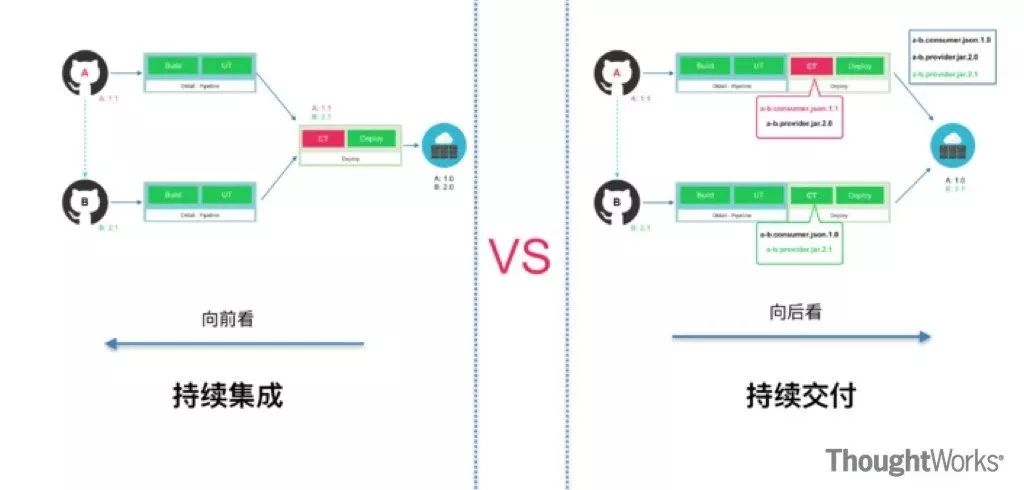 A
A: 1.1
Build
UT
Detail - Pipeline
A: 1.1
B: 2.1
CT
Deploy
Deploy
A: 1.0
B: 2.0
B
B: 2.1
Build
UT
Detail - Pipeline
向前看
持续集成
VS
A
A: 1.1
Build
UT
Detail - Pipeline
CT
Deploy
Deploy
a-b.consumer.json.1.1
a-b.provider.jar.2.0
a-b.consumer.json.1.0
a-b.provider.jar.2.0
a-b.provider.jar.2.1
A: 1.0
B: 2.1
B
B: 2.1
Build
UT
Detail - Pipeline
CT
Deploy
Deploy
a-b.consumer.json.1.0
a-b.provider.jar.2.1
向后看
持续交付
ThoughtWorks®